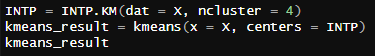 INTP = INTP.KM(dat = X, ncluster = 4)
kmeans_result = kmeans(x = X, centers = INTP)
kmeans_result